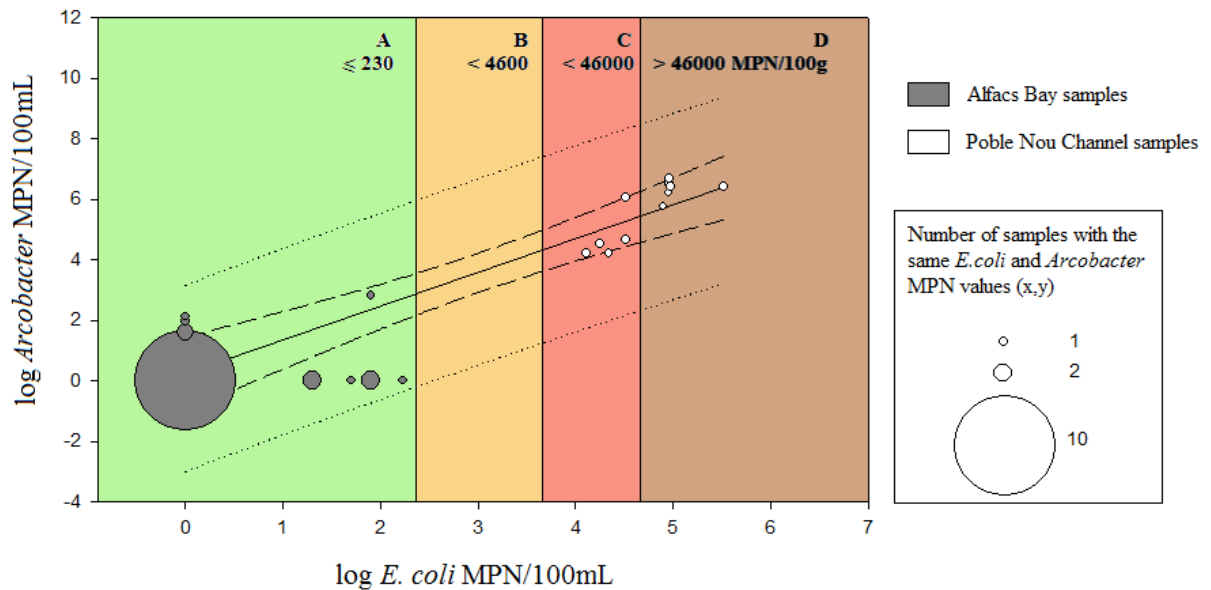 A B C D
≤ 230 < 4600 < 46000 > 46000 MPN/100g
12
10
8
6
4
2
0
-2
-4
log Arcobacter MPN/100mL
0 1 2 3 4 5 6 7
log E. coli MPN/100mL
Alfacs Bay samples
Poble Nou Channel samples
Number of samples with the
same E.coli and Arcobacter
MPN values (x,y)
1
2
10